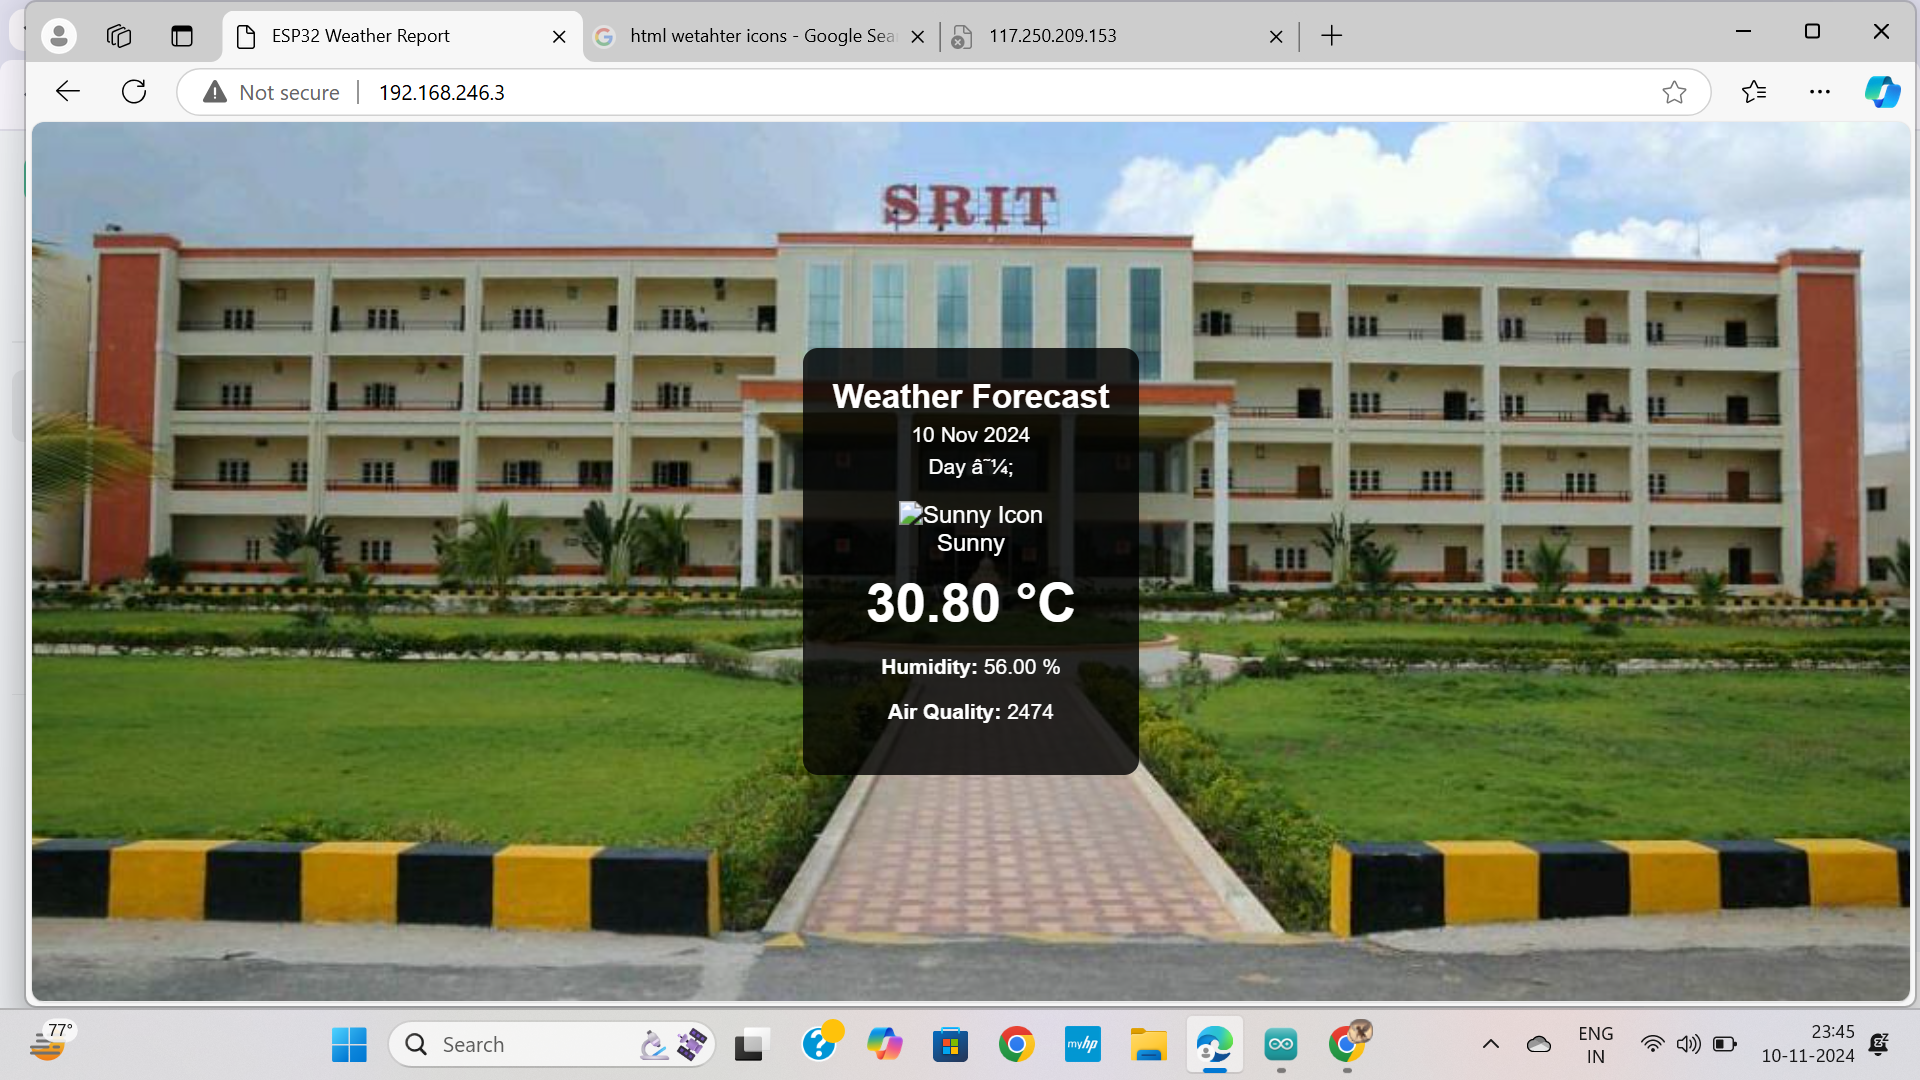 ESP32 Weather Report
html wetahter icons - Google Sea
117.250.209.153
Not secure
192.168.246.3
SRIT
Weather Forecast
10 Nov 2024
Day â˜¼;
Sunny Icon
Sunny
30.80 °C
Humidity: 56.00 %
Air Quality: 2474
77°
Search
myhp
ENG
IN
23:45
10-11-2024